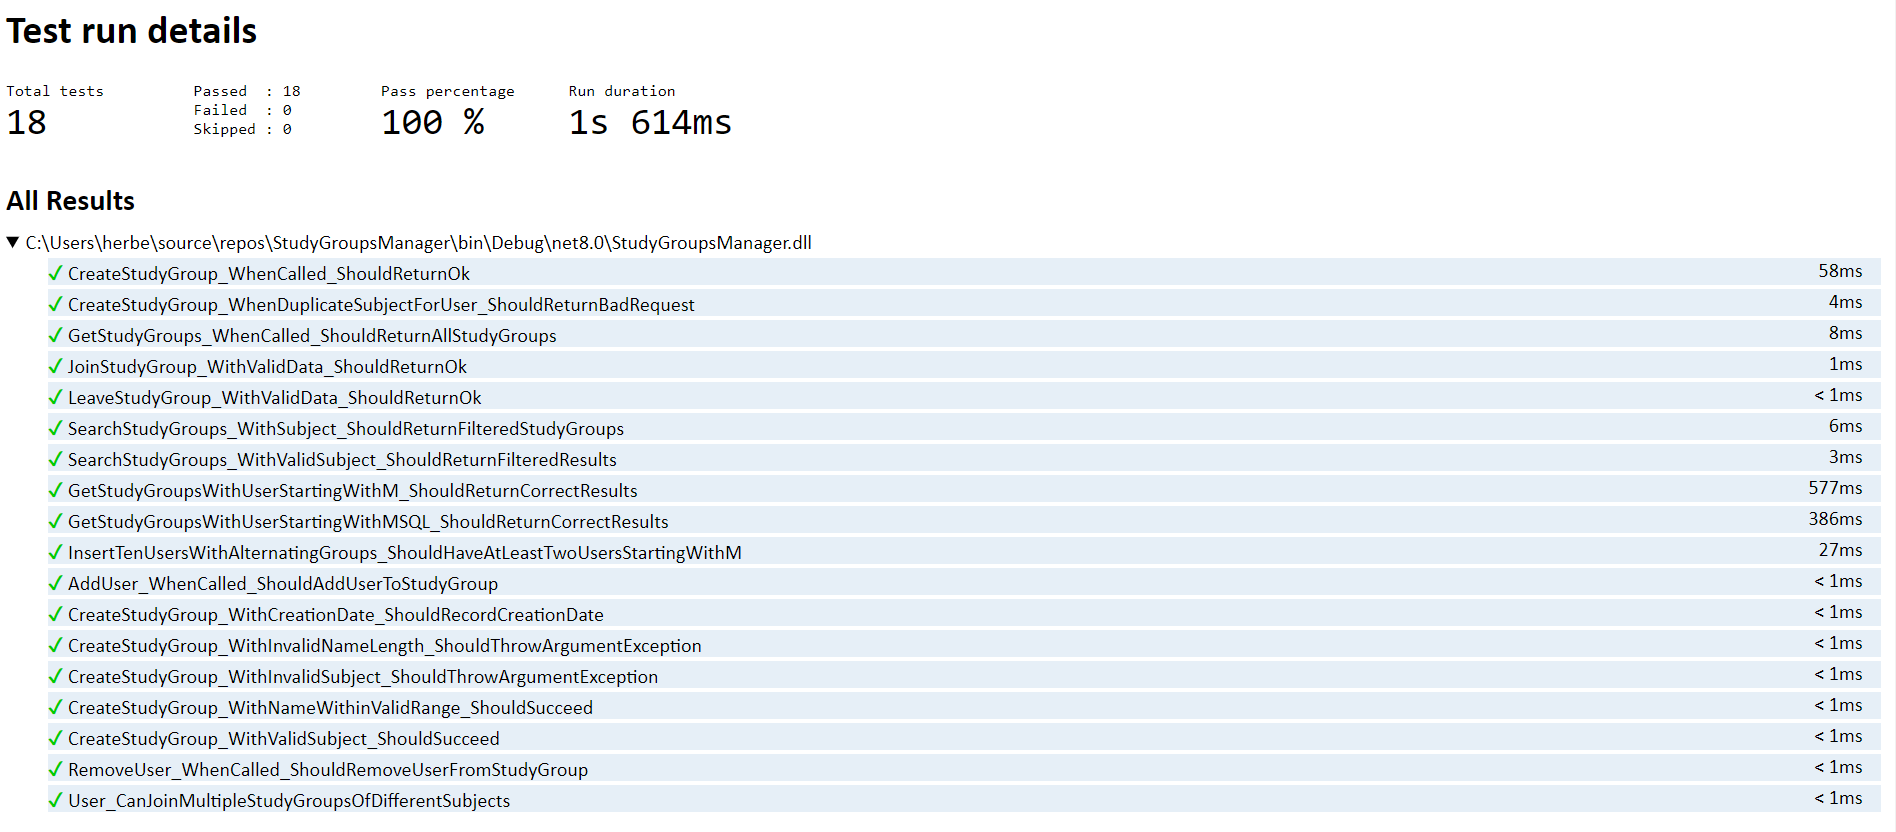 Test run details
Total tests
18
Passed : 18
Failed : 0
Skipped : 0
Pass percentage
100 %
Run duration
1s 614ms
All Results
C:\Users\herbe\source\repos\StudyGroupsManager\bin\Debug\net8.0\StudyGroupsManager.dll
CreateStudyGroup_WhenCalled_ShouldReturnOk 58ms
CreateStudyGroup_WhenDuplicateSubjectForUser_ShouldReturnBadRequest 4ms
GetStudyGroups_WhenCalled_ShouldReturnAllStudyGroups 8ms
JoinStudyGroup_WithValidData_ShouldReturnOk 1ms
LeaveStudyGroup_WithValidData_ShouldReturnOk < 1ms
SearchStudyGroups_WithSubject_ShouldReturnFilteredStudyGroups 6ms
SearchStudyGroups_WithValidSubject_ShouldReturnFilteredResults 3ms
GetStudyGroupsWithUserStartingWithM_ShouldReturnCorrectResults 577ms
GetStudyGroupsWithUserStartingWithMSQL_ShouldReturnCorrectResults 386ms
InsertTenUsersWithAlternatingGroups_ShouldHaveAtLeastTwoUsersStartingWithM 27ms
AddUser_WhenCalled_ShouldAddUserToStudyGroup < 1ms
CreateStudyGroup_WithCreationDate_ShouldRecordCreationDate < 1ms
CreateStudyGroup_WithInvalidNameLength_ShouldThrowArgumentException < 1ms
CreateStudyGroup_WithInvalidSubject_ShouldThrowArgumentException < 1ms
CreateStudyGroup_WithNameWithinValidRange_ShouldSucceed < 1ms
CreateStudyGroup_WithValidSubject_ShouldSucceed < 1ms
RemoveUser_WhenCalled_ShouldRemoveUserFromStudyGroup < 1ms
User_CanJoinMultipleStudyGroupsOfDifferentSubjects < 1ms